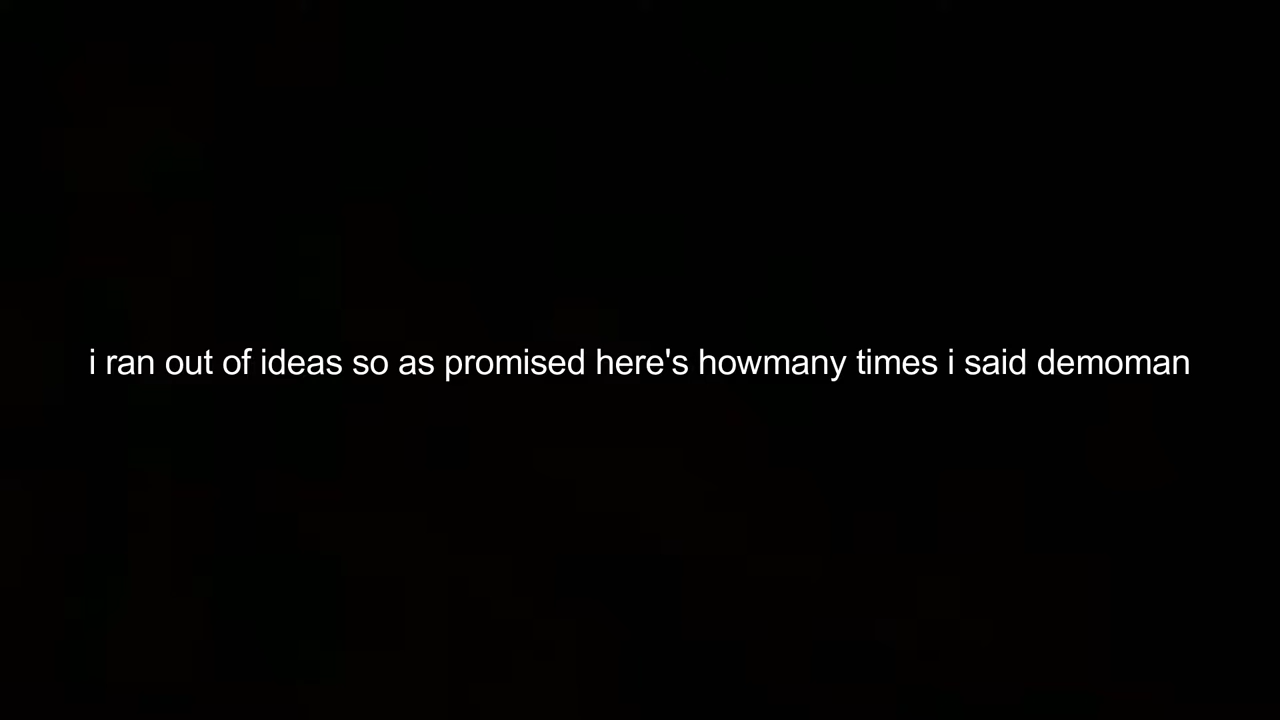 i ran out of ideas so as promised here's howmany times i said demoman